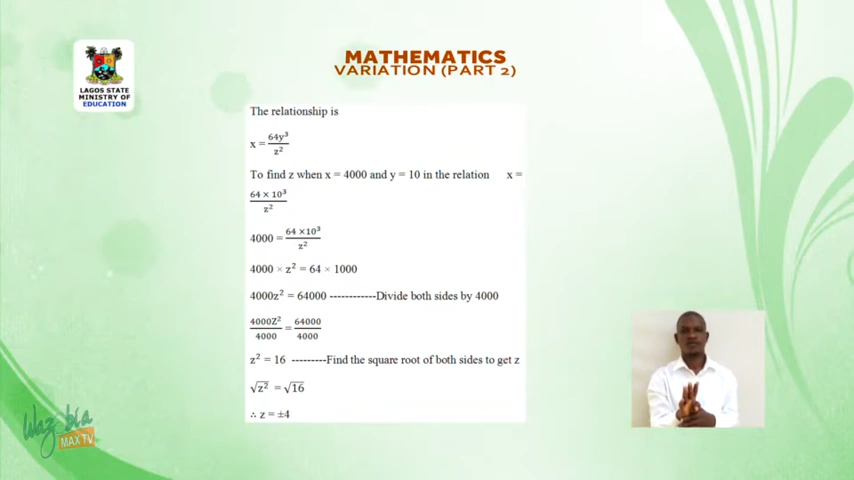 MATHEMATICS
VARIATION (PART 2)
LAGOS STATE
MINISTRY OF
EDUCATION
The relationship is
x = 64y³/z²
To find z when x = 4000 and y = 10 in the relation x =
64 × 10³/z²
4000 = 64 ×10³/z²
4000 × z² = 64 × 1000
4000z² = 64000 ------------Divide both sides by 4000
4000Z²/4000 = 64000/4000
z² = 16 ---------Find the square root of both sides to get z
√z² = √16
∴ z = ±4
Wazobia
MAX TV